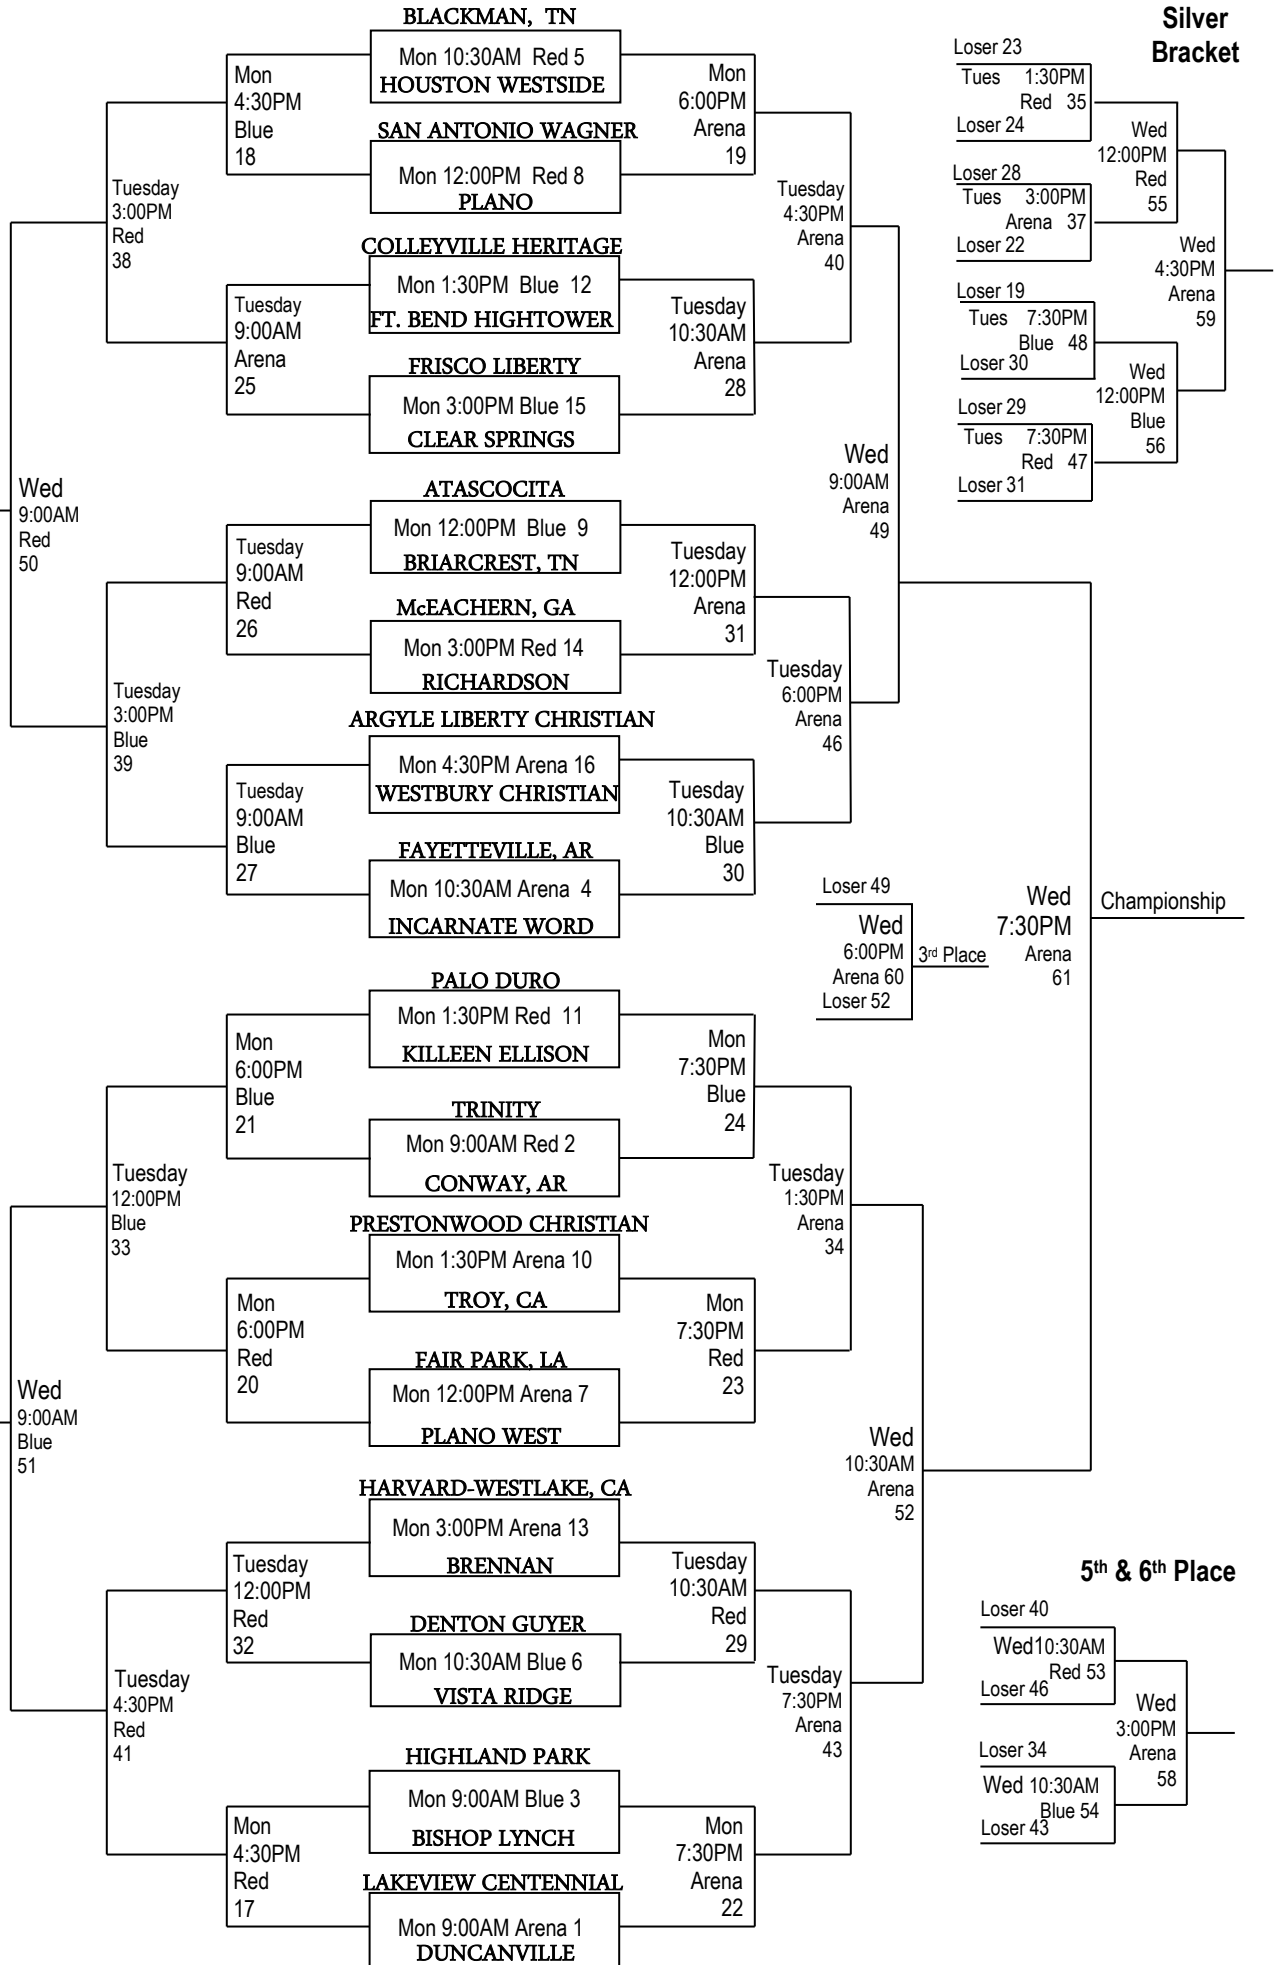 BLACKMAN, TN
Mon 10:30AM Red 5
HOUSTON WESTSIDE
SAN ANTONIO WAGNER
Mon 12:00PM Red 8
PLANO
COLLEYVILLE HERITAGE
Mon 1:30PM Blue 12
FT. BEND HIGHTOWER
FRISCO LIBERTY
Mon 3:00PM Blue 15
CLEAR SPRINGS
ATASCOCITA
Mon 12:00PM Blue 9
BRIARCREST, TN
McEACHERN, GA
Mon 3:00PM Red 14
RICHARDSON
ARGYLE LIBERTY CHRISTIAN
Mon 4:30PM Arena 16
WESTBURY CHRISTIAN
FAYETTEVILLE, AR
Mon 10:30AM Arena 4
INCARNATE WORD
PALO DURO
Mon 1:30PM Red 11
KILLEEN ELLISON
TRINITY
Mon 9:00AM Red 2
CONWAY, AR
PRESTONWOOD CHRISTIAN
Mon 1:30PM Arena 10
TROY, CA
FAIR PARK, LA
Mon 12:00PM Arena 7
PLANO WEST
HARVARD-WESTLAKE, CA
Mon 3:00PM Arena 13
BRENNAN
DENTON GUYER
Mon 10:30AM Blue 6
VISTA RIDGE
HIGHLAND PARK
Mon 9:00AM Blue 3
BISHOP LYNCH
LAKEVIEW CENTENNIAL
Mon 9:00AM Arena 1
DUNCANVILLE
Mon
4:30PM
Blue
18
Tuesday
9:00AM
Arena
25
Tuesday
9:00AM
Red
26
Tuesday
9:00AM
Blue
27
Mon
6:00PM
Blue
21
Mon
6:00PM
Red
20
Tuesday
12:00PM
Red
32
Mon
4:30PM
Red
17
Tuesday
3:00PM
Red
38
Tuesday
3:00PM
Blue
39
Tuesday
12:00PM
Blue
33
Tuesday
4:30PM
Red
41
Wed
9:00AM
Red
50
Wed
9:00AM
Blue
51
Mon
6:00PM
Arena
19
Tuesday
10:30AM
Arena
28
Tuesday
12:00PM
Arena
31
Tuesday
10:30AM
Blue
30
Mon
7:30PM
Blue
24
Mon
7:30PM
Red
23
Tuesday
10:30AM
Red
29
Mon
7:30PM
Arena
22
Tuesday
4:30PM
Arena
40
Tuesday
6:00PM
Arena
46
Tuesday
1:30PM
Arena
34
Tuesday
7:30PM
Arena
43
Wed
9:00AM
Arena
49
Wed
10:30AM
Arena
52
Wed
7:30PM
Arena
61
Championship
Loser 49
Wed
6:00PM
Arena 60
Loser 52
3rd Place
Silver
Bracket
Loser 23
Tues 1:30PM
Red 35
Loser 24
Loser 28
Tues 3:00PM
Arena 37
Loser 22
Loser 19
Tues 7:30PM
Blue 48
Loser 30
Loser 29
Tues 7:30PM
Red 47
Loser 31
Wed
12:00PM
Red
55
Wed
12:00PM
Blue
56
Wed
4:30PM
Arena
59
5th & 6th Place
Loser 40
Wed10:30AM
Red 53
Loser 46
Loser 34
Wed 10:30AM
Blue 54
Loser 43
Wed
3:00PM
Arena
58